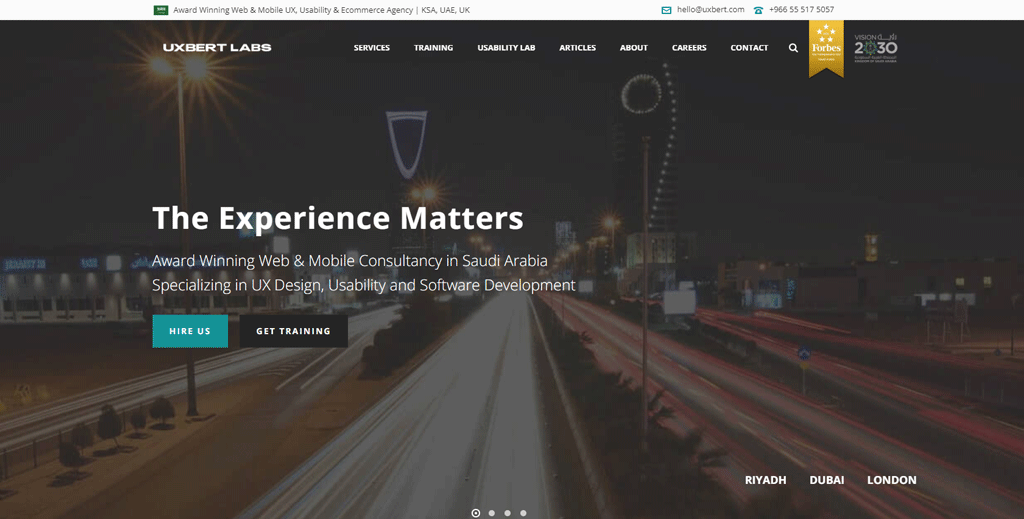 Award Winning Web & Mobile UX, Usability & Ecommerce Agency | KSA, UAE, UK
hello@uxbert.com
+966 55 517 5057
UXBERT LABS
SERVICES
TRAINING
USABILITY LAB
ARTICLES
ABOUT
CAREERS
CONTACT
Forbes
VISION رؤيــة
2030
The Experience Matters
Award Winning Web & Mobile Consultancy in Saudi Arabia
Specializing in UX Design, Usability and Software Development
HIRE US
GET TRAINING
RIYADH
DUBAI
LONDON